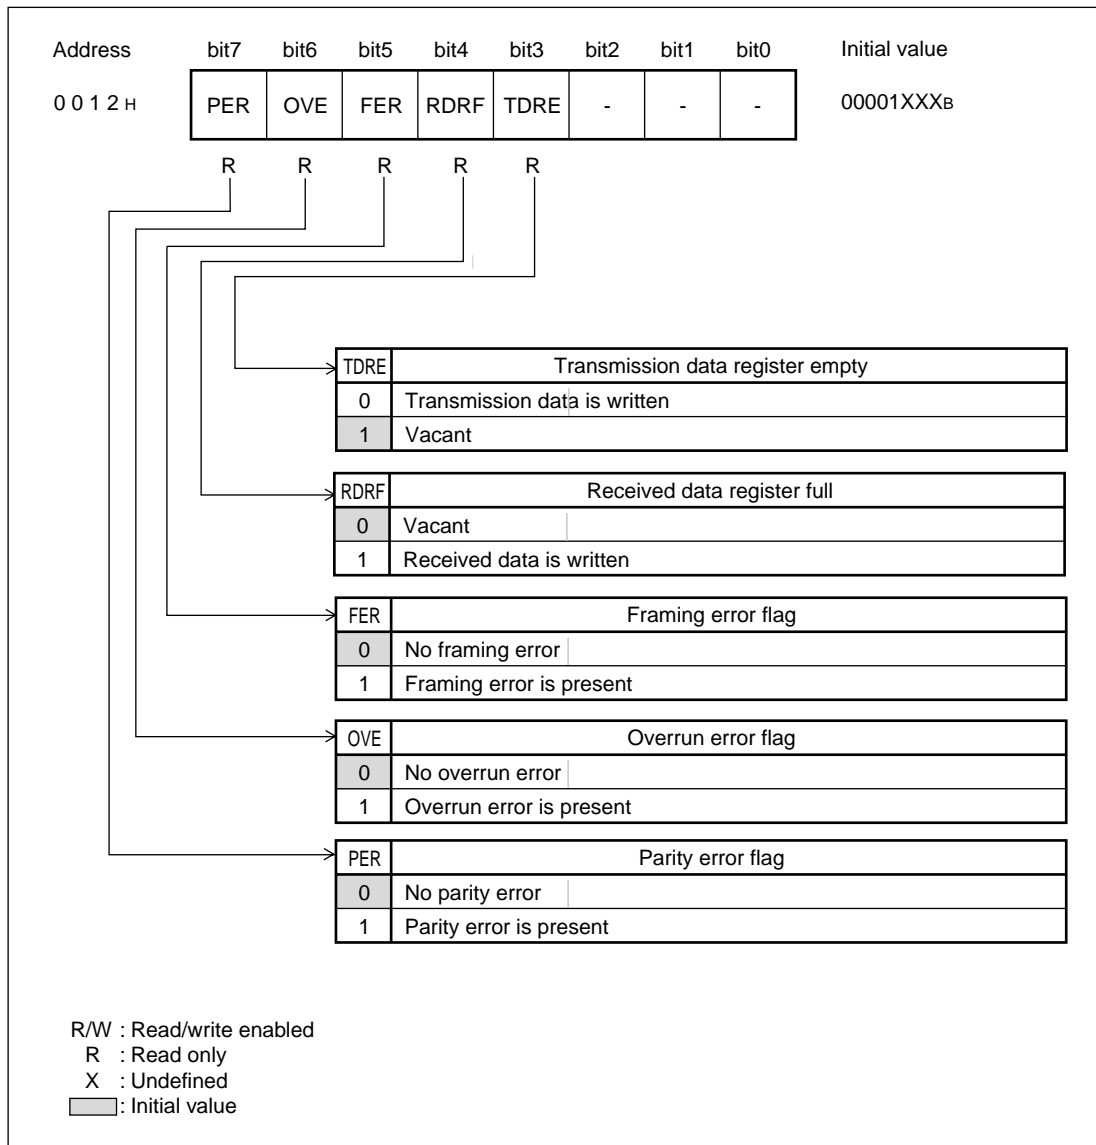 Address bit7 bit6 bit5 bit4 bit3 bit2 bit1 bit0 Initial value
0 0 1 2 H PER OVE FER RDRF TDRE - - - 00001XXXB
R R R R R
TDRE Transmission data register empty
0 Transmission data is written
1 Vacant
RDRF Received data register full
0 Vacant
1 Received data is written
FER Framing error flag
0 No framing error
1 Framing error is present
OVE Overrun error flag
0 No overrun error
1 Overrun error is present
PER Parity error flag
0 No parity error
1 Parity error is present
R/W : Read/write enabled
R : Read only
X : Undefined
: Initial value